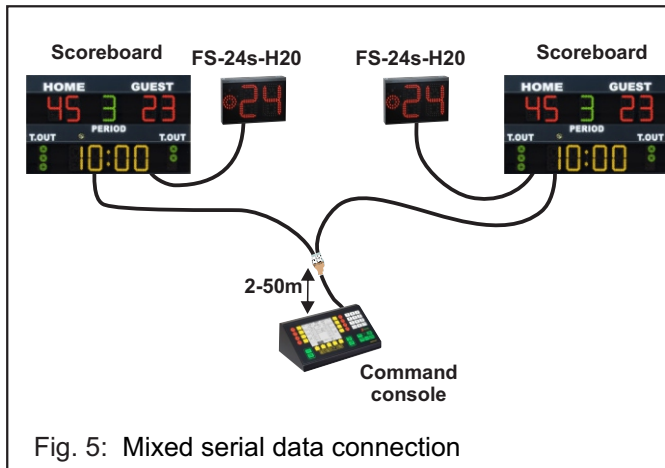 Scoreboard
FS-24s-H20
FS-24s-H20
Scoreboard
HOME GUEST
45 3 23
PERIOD
T.OUT T.OUT
10:00
24
24
HOME GUEST
45 3 23
PERIOD
T.OUT T.OUT
10:00
2-50m
Command
console
Fig. 5: Mixed serial data connection